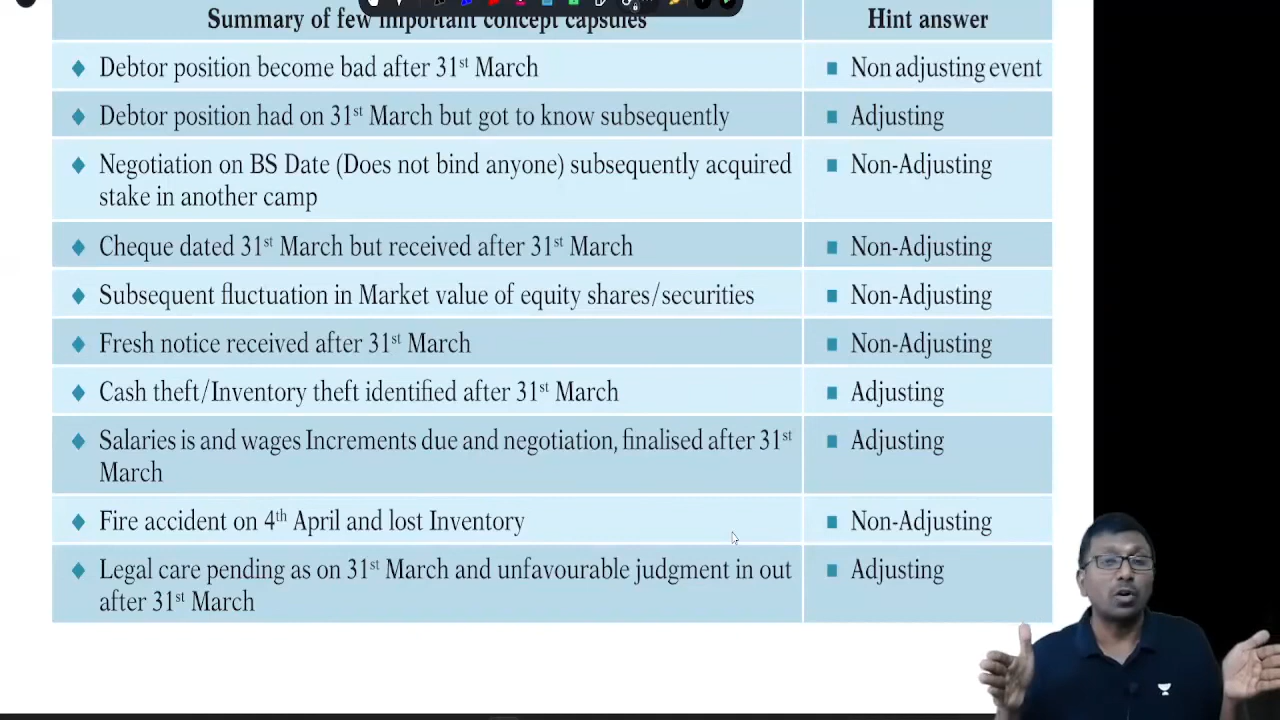 Summary of few important concept capsules
Hint answer
Debtor position become bad after 31st March
Non adjusting event
Debtor position had on 31st March but got to know subsequently
Adjusting
Negotiation on BS Date (Does not bind anyone) subsequently acquired
stake in another camp
Non-Adjusting
Cheque dated 31st March but received after 31st March
Non-Adjusting
Subsequent fluctuation in Market value of equity shares/securities
Non-Adjusting
Fresh notice received after 31st March
Non-Adjusting
Cash theft/Inventory theft identified after 31st March
Adjusting
Salaries is and wages Increments due and negotiation, finalised after 31st
March
Adjusting
Fire accident on 4th April and lost Inventory
Non-Adjusting
Legal care pending as on 31st March and unfavourable judgment in out
after 31st March
Adjusting